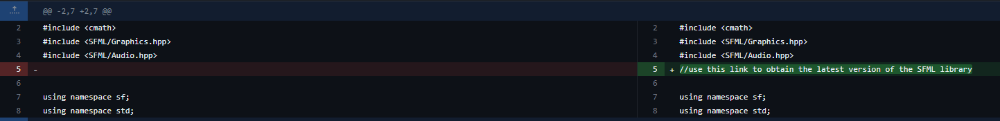 @@ -2,7 +2,7 @@
2 #include <cmath>
3 #include <SFML/Graphics.hpp>
4 #include <SFML/Audio.hpp>
5 -
6
7 using namespace sf;
8 using namespace std;
2 #include <cmath>
3 #include <SFML/Graphics.hpp>
4 #include <SFML/Audio.hpp>
5 + //use this link to obtain the latest version of the SFML library
6
7 using namespace sf;
8 using namespace std;